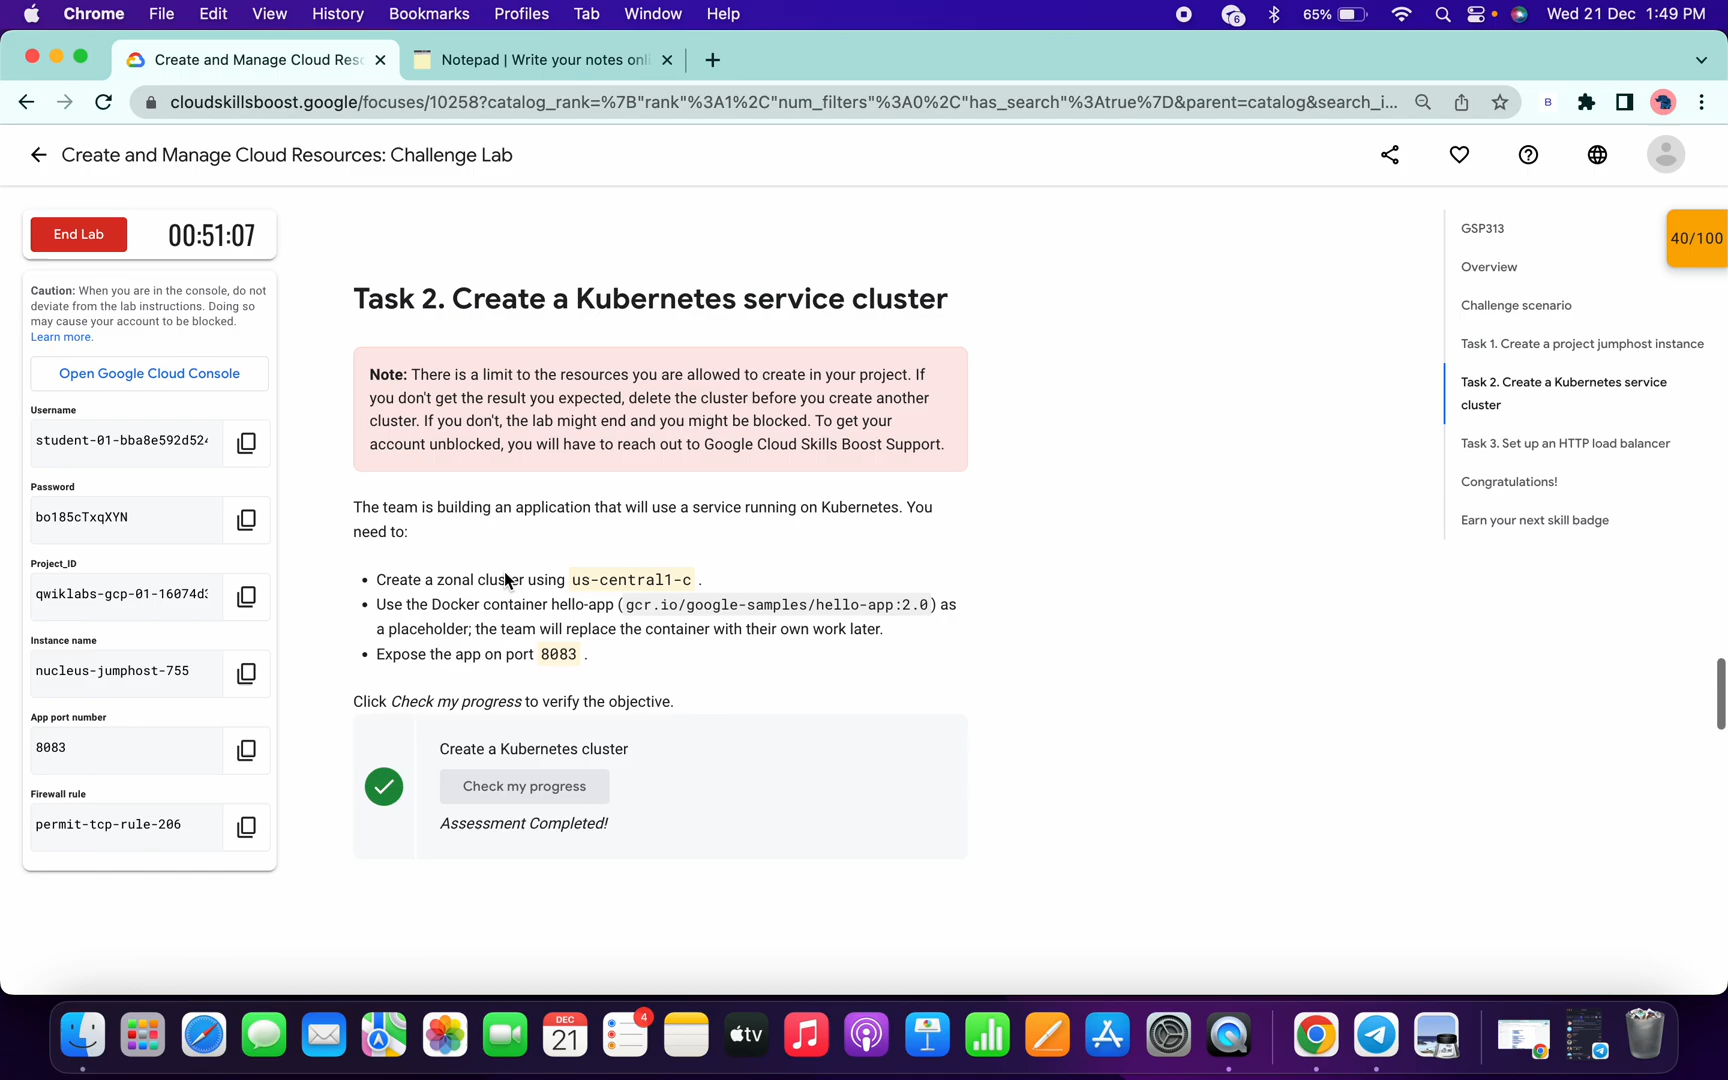 Chrome File Edit View History Bookmarks Profiles Tab Window Help 6 65% Wed 21 Dec 1:49 PM
Create and Manage Cloud Res Notepad | Write your notes onl
cloudskillsboost.google/focuses/10258?catalog_rank=%7B"rank"%3A1%2C"num_filters"%3A0%2C"has_search"%3Atrue%7D&parent=catalog&search_i... B
Create and Manage Cloud Resources: Challenge Lab
End Lab 00:51:07
Caution: When you are in the console, do not
deviate from the lab instructions. Doing so
may cause your account to be blocked.
Learn more.
Open Google Cloud Console
Username
student-01-bba8e592d524
Password
bo185cTxqXYN
Project_ID
qwiklabs-gcp-01-16074d3
Instance name
nucleus-jumphost-755
App port number
8083
Firewall rule
permit-tcp-rule-206
Task 2. Create a Kubernetes service cluster
Note: There is a limit to the resources you are allowed to create in your project. If
you don't get the result you expected, delete the cluster before you create another
cluster. If you don't, the lab might end and you might be blocked. To get your
account unblocked, you will have to reach out to Google Cloud Skills Boost Support.
The team is building an application that will use a service running on Kubernetes. You
need to:
• Create a zonal cluster using us-central1-c .
• Use the Docker container hello-app (gcr.io/google-samples/hello-app:2.0) as
a placeholder; the team will replace the container with their own work later.
• Expose the app on port 8083 .
Click Check my progress to verify the objective.
Create a Kubernetes cluster
Check my progress
Assessment Completed!
GSP313
Overview
Challenge scenario
Task 1. Create a project jumphost instance
Task 2. Create a Kubernetes service
cluster
Task 3. Set up an HTTP load balancer
Congratulations!
Earn your next skill badge
40/100
DEC
21
4
tv